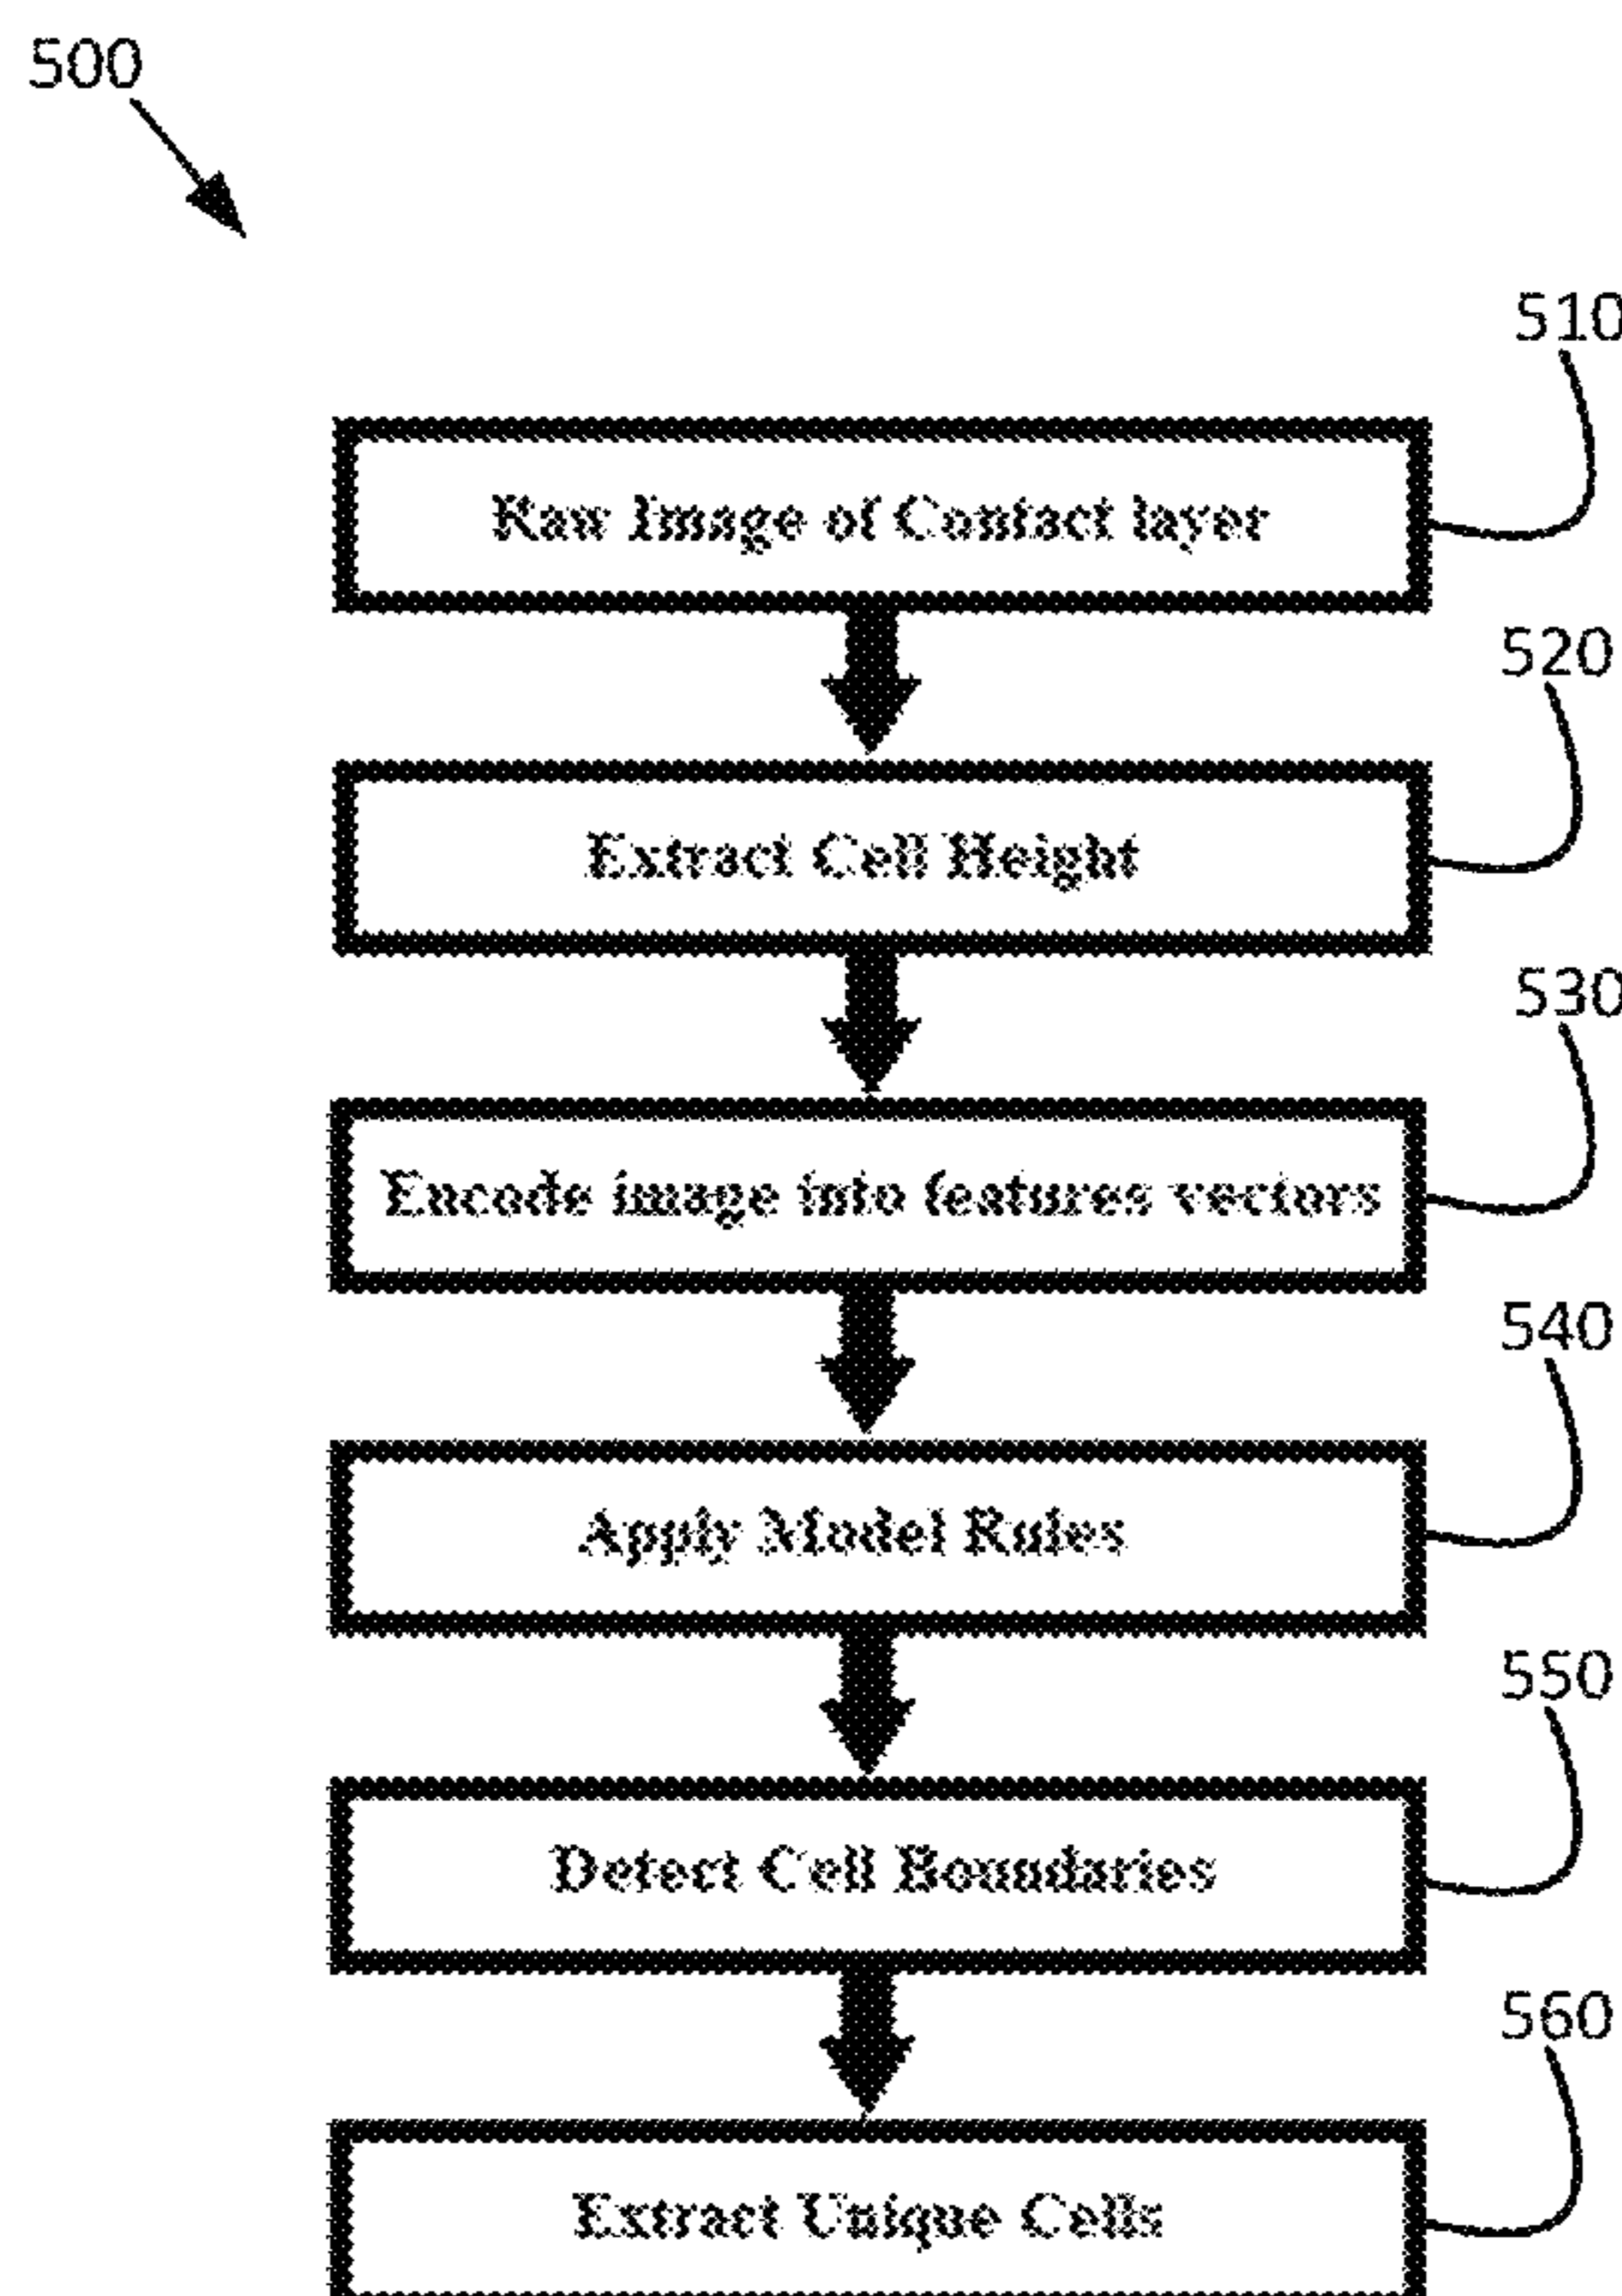 500
510
Raw Image of Contact layer
520
Extract Cell Height
530
Encode image into features vectors
540
Apply Model Rules
550
Detect Cell Boundaries
560
Extract Unique Cells